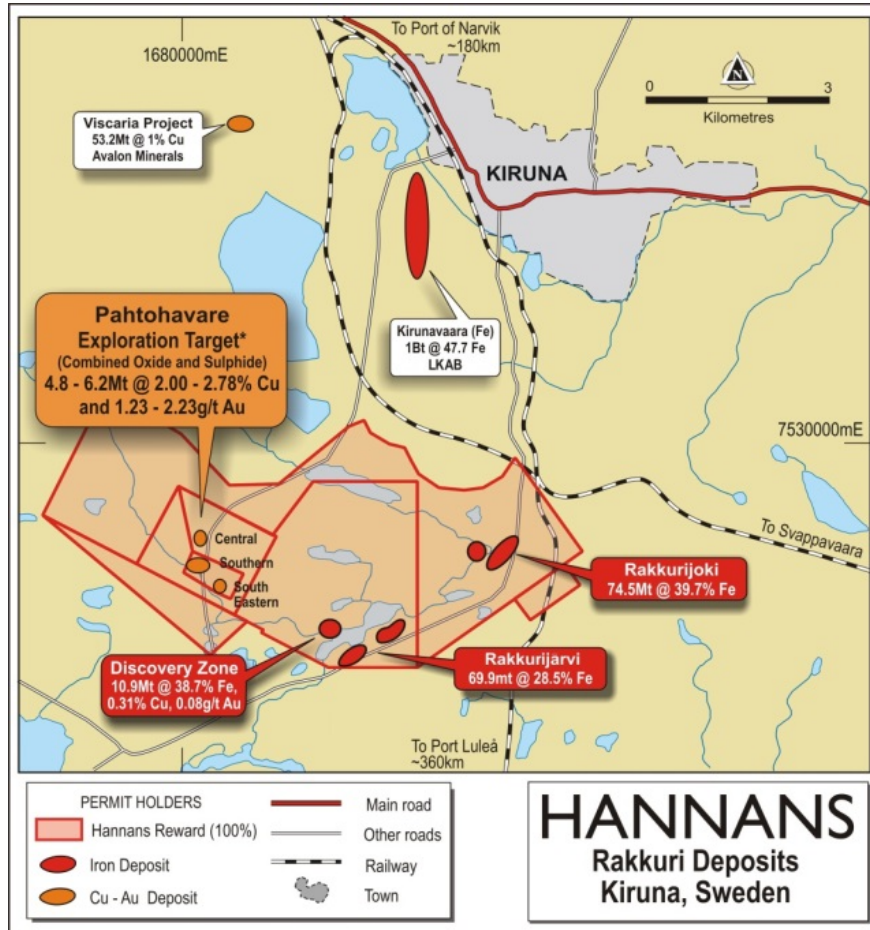 To Port of Narvik
~180km
1680000mE
N
0 3
Kilometres
Viscaria Project
53.2Mt @ 1% Cu
Avalon Minerals
KIRUNA
Kirunavaara (Fe)
1Bt @ 47.7 Fe
LKAB
Pahtohavare
Exploration Target*
(Combined Oxide and Sulphide)
4.8 - 6.2Mt @ 2.00 - 2.78% Cu
and 1.23 - 2.23g/t Au
7530000mE
To Svappavaara
Central
Southern
South
Eastern
Rakkurijoki
74.5Mt @ 39.7% Fe
Discovery Zone
10.9Mt @ 38.7% Fe,
0.31% Cu, 0.08g/t Au
Rakkurijarvi
69.9mt @ 28.5% Fe
To Port Luleå
~360km
PERMIT HOLDERS
Hannans Reward (100%)
Iron Deposit
Cu - Au Deposit
Main road
Other roads
Railway
Town
HANNANS
Rakkuri Deposits
Kiruna, Sweden